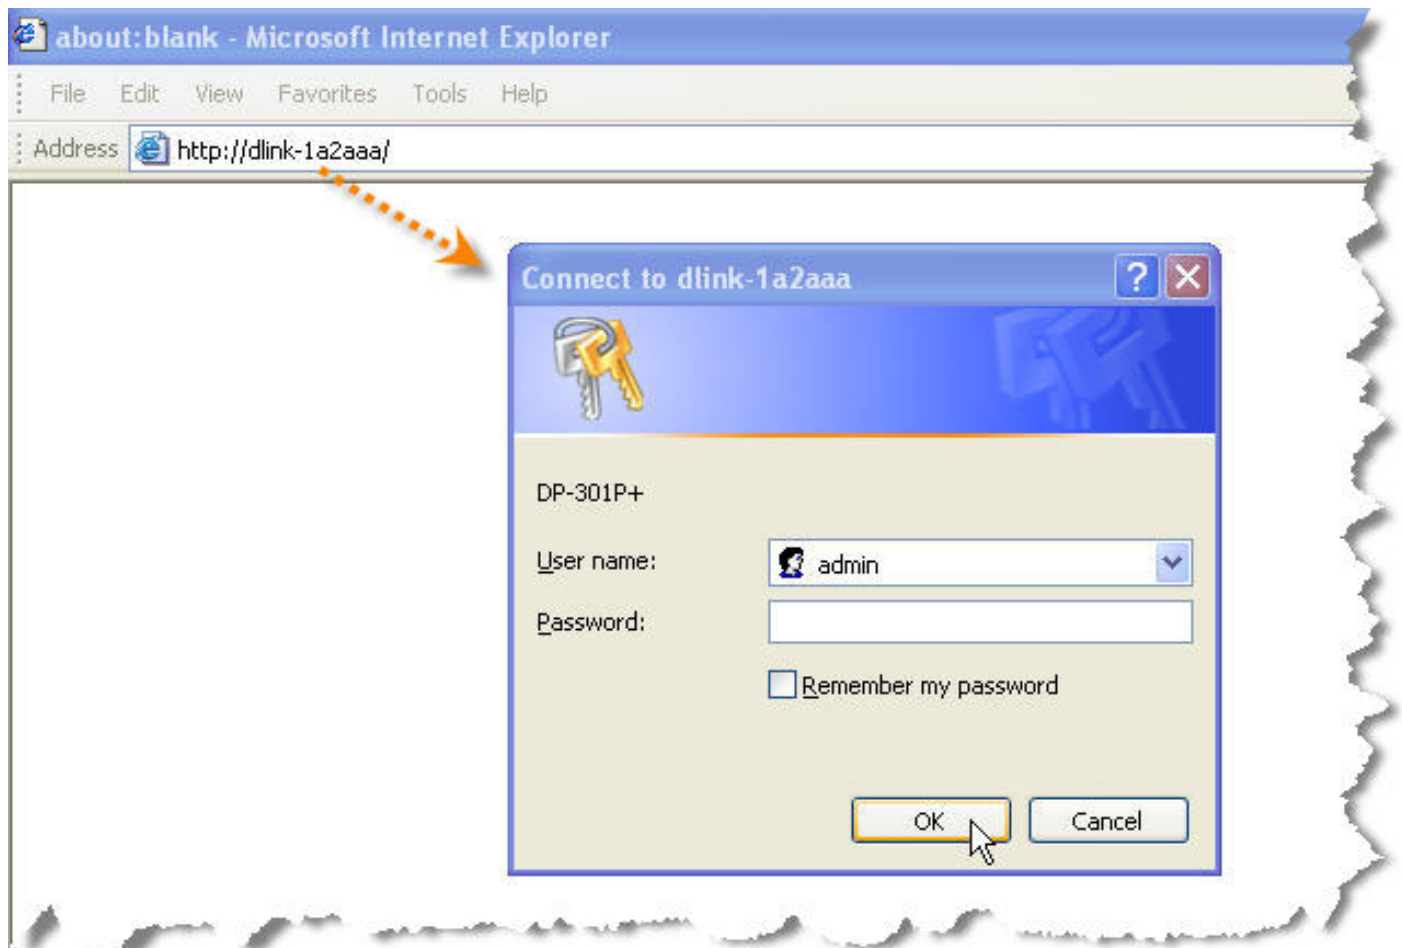 about:blank - Microsoft Internet Explorer
File Edit View Favorites Tools Help
Address http://dlink-1a2aaa/
Connect to dlink-1a2aaa
DP-301P+
User name: admin
Password:
Remember my password
OK Cancel